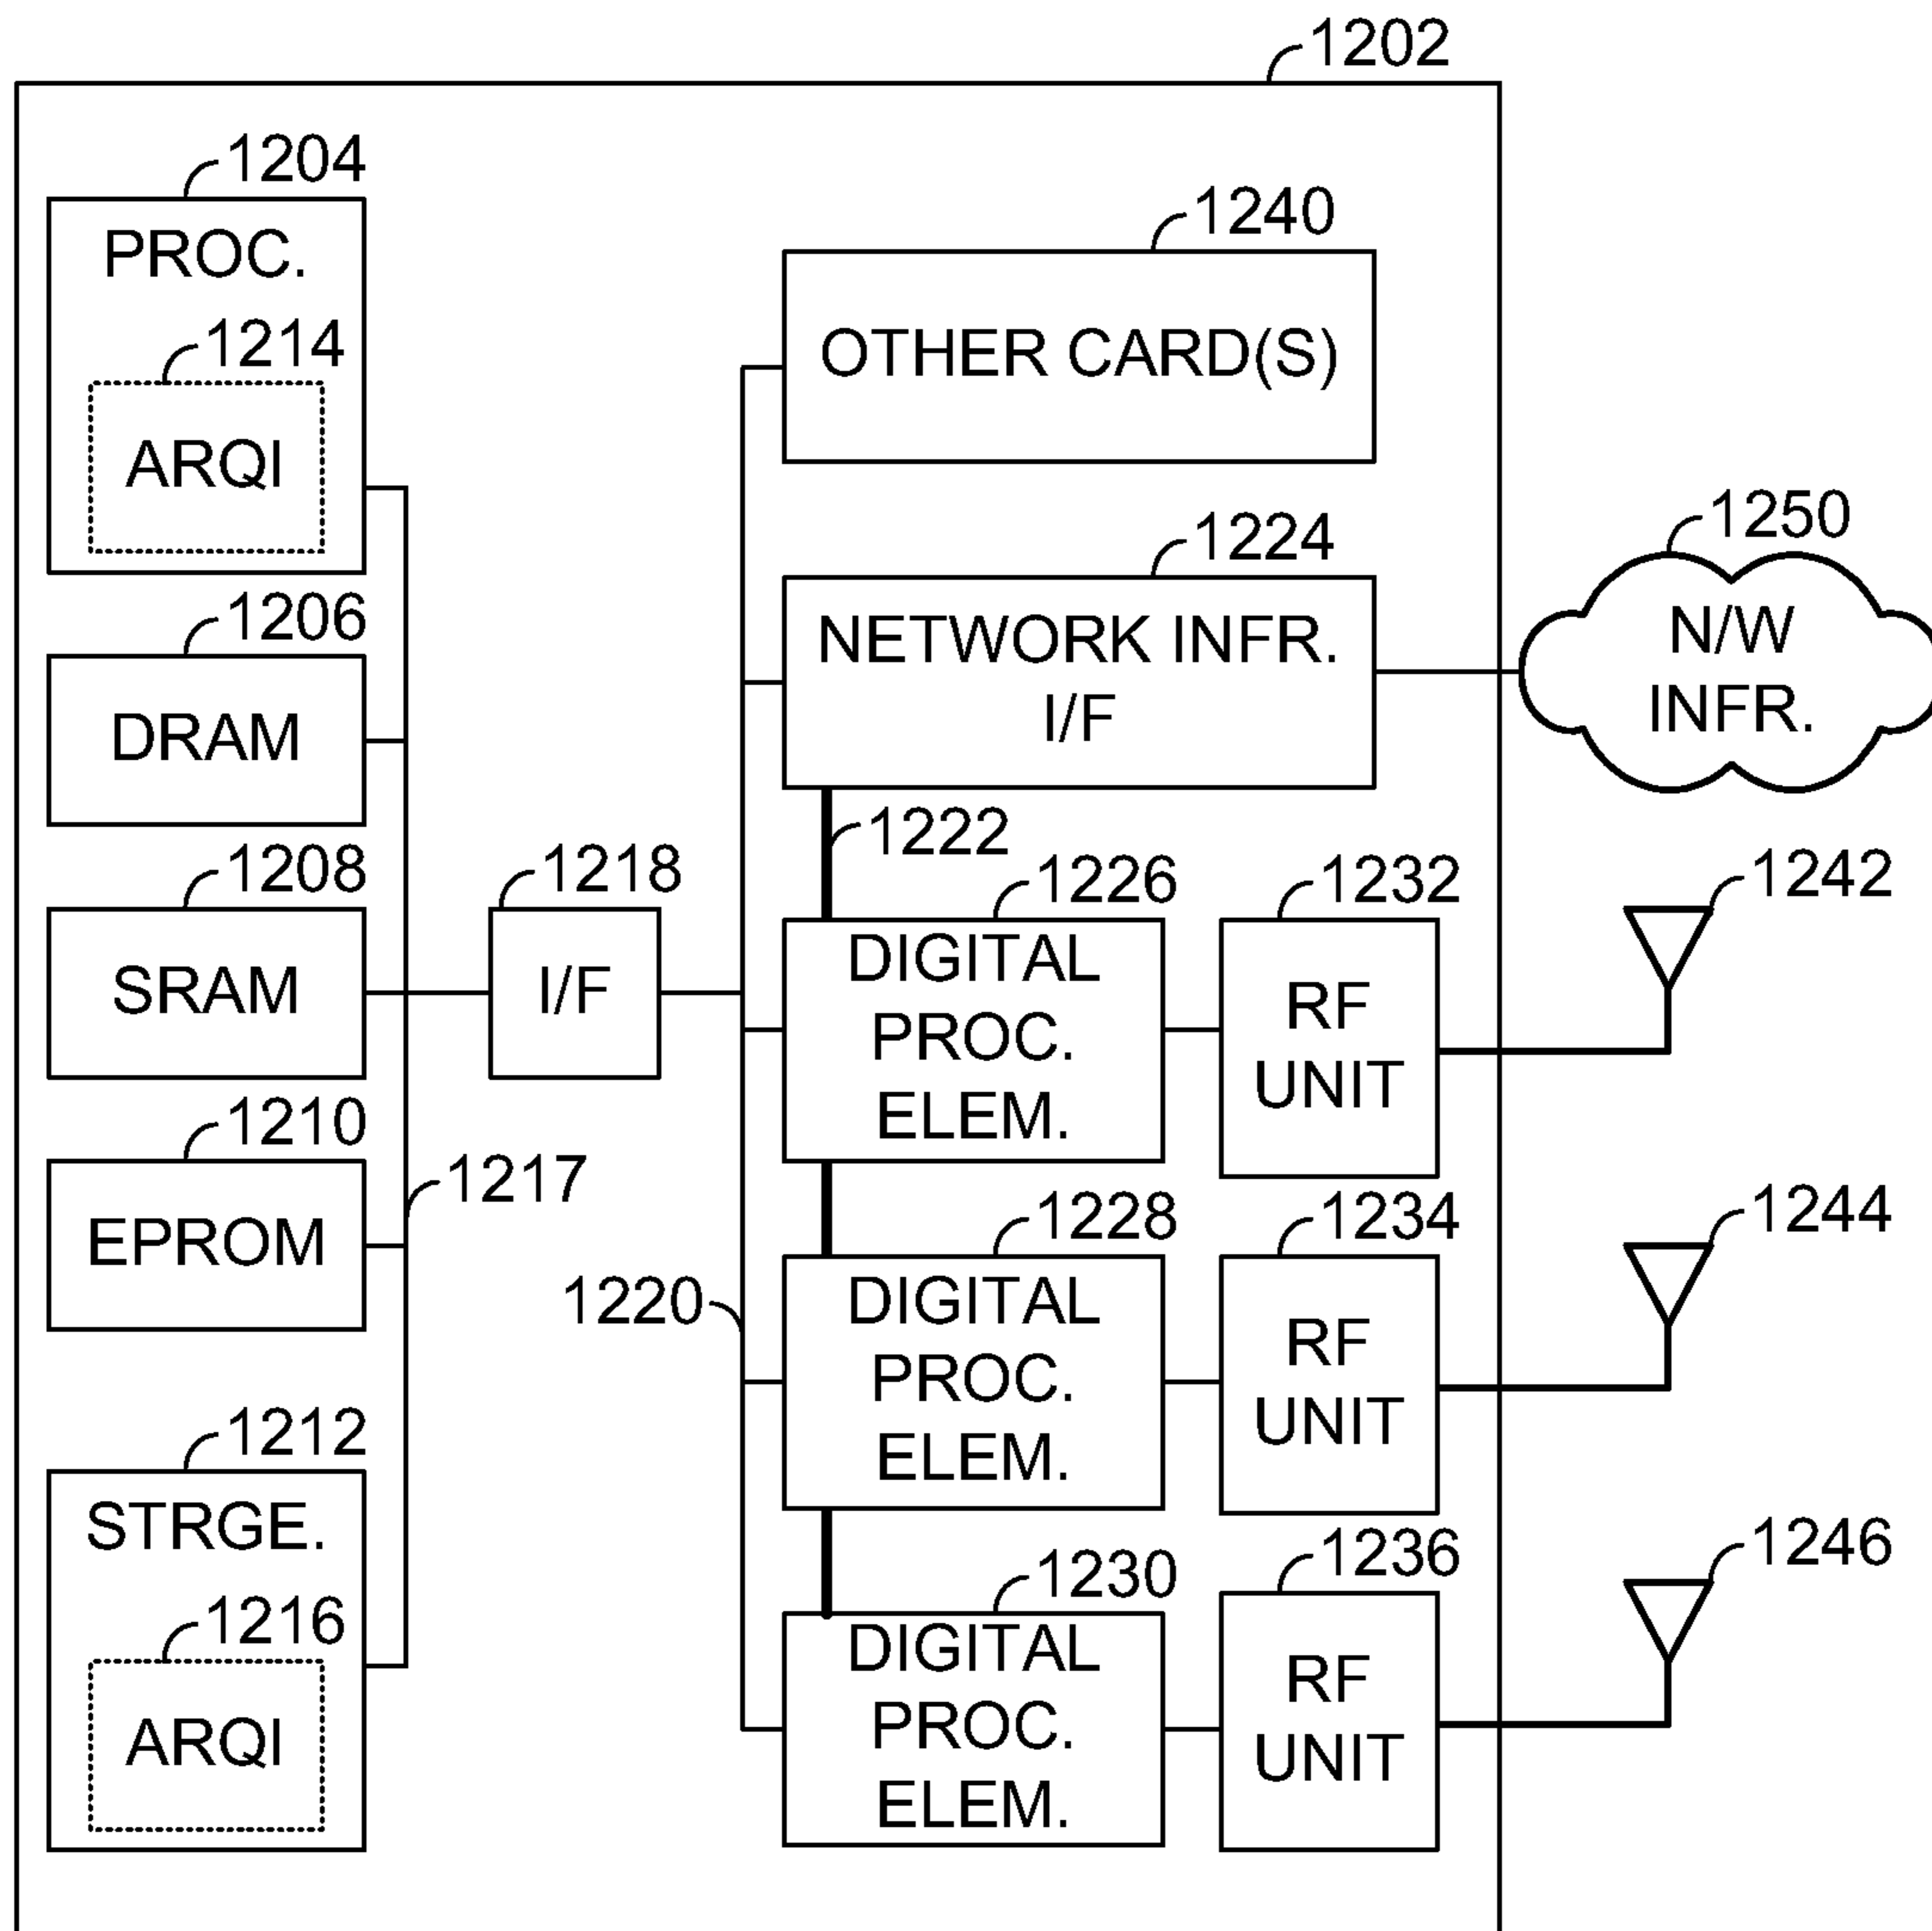 1202
1204
PROC.
1214
ARQI
1206
DRAM
1208
SRAM
1210
EPROM
1217
1212
STRGE.
1216
ARQI
1218
I/F
1220
1240
OTHER CARD(S)
1224
NETWORK INFR.
I/F
1222
1226
DIGITAL
PROC.
ELEM.
1228
DIGITAL
PROC.
ELEM.
1230
DIGITAL
PROC.
ELEM.
1232
RF
UNIT
1234
RF
UNIT
1236
RF
UNIT
1250
N/W
INFR.
1242
1244
1246